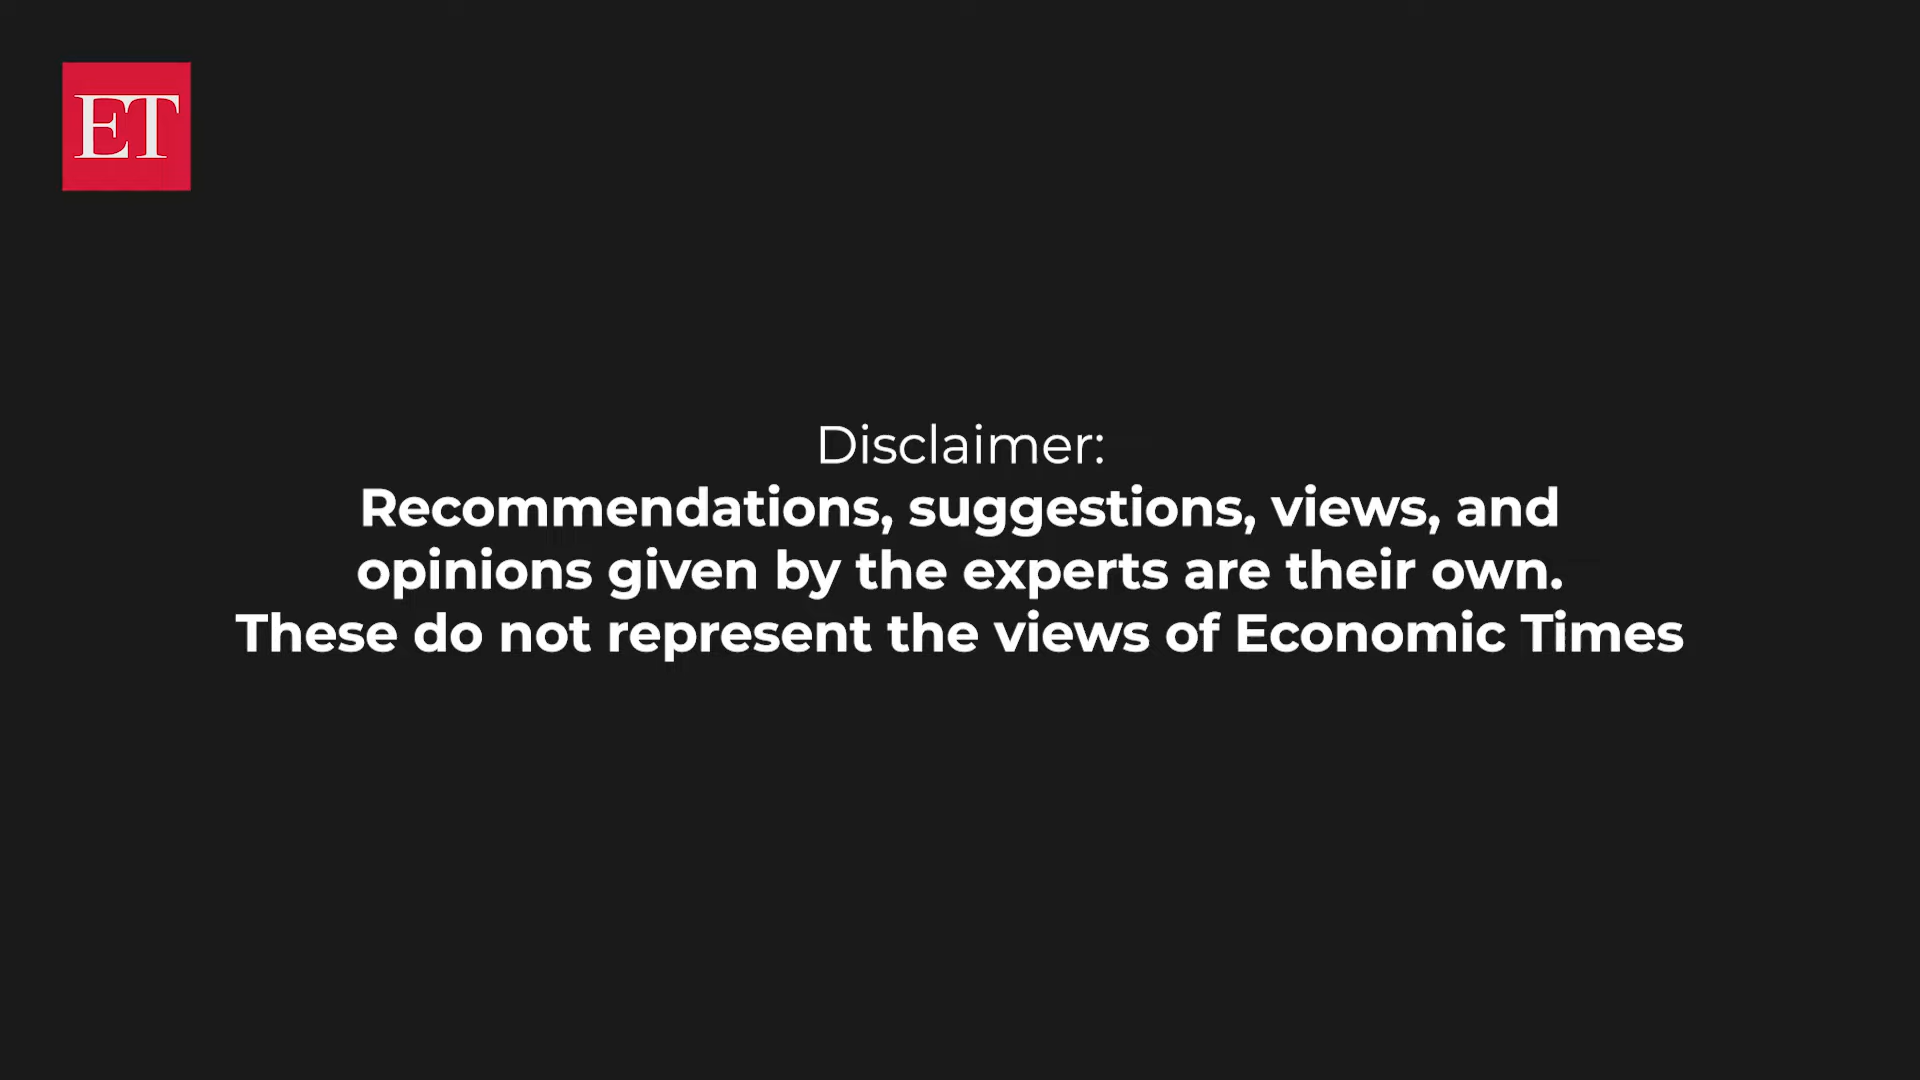 ET
Disclaimer:
Recommendations, suggestions, views, and
opinions given by the experts are their own.
These do not represent the views of Economic Times